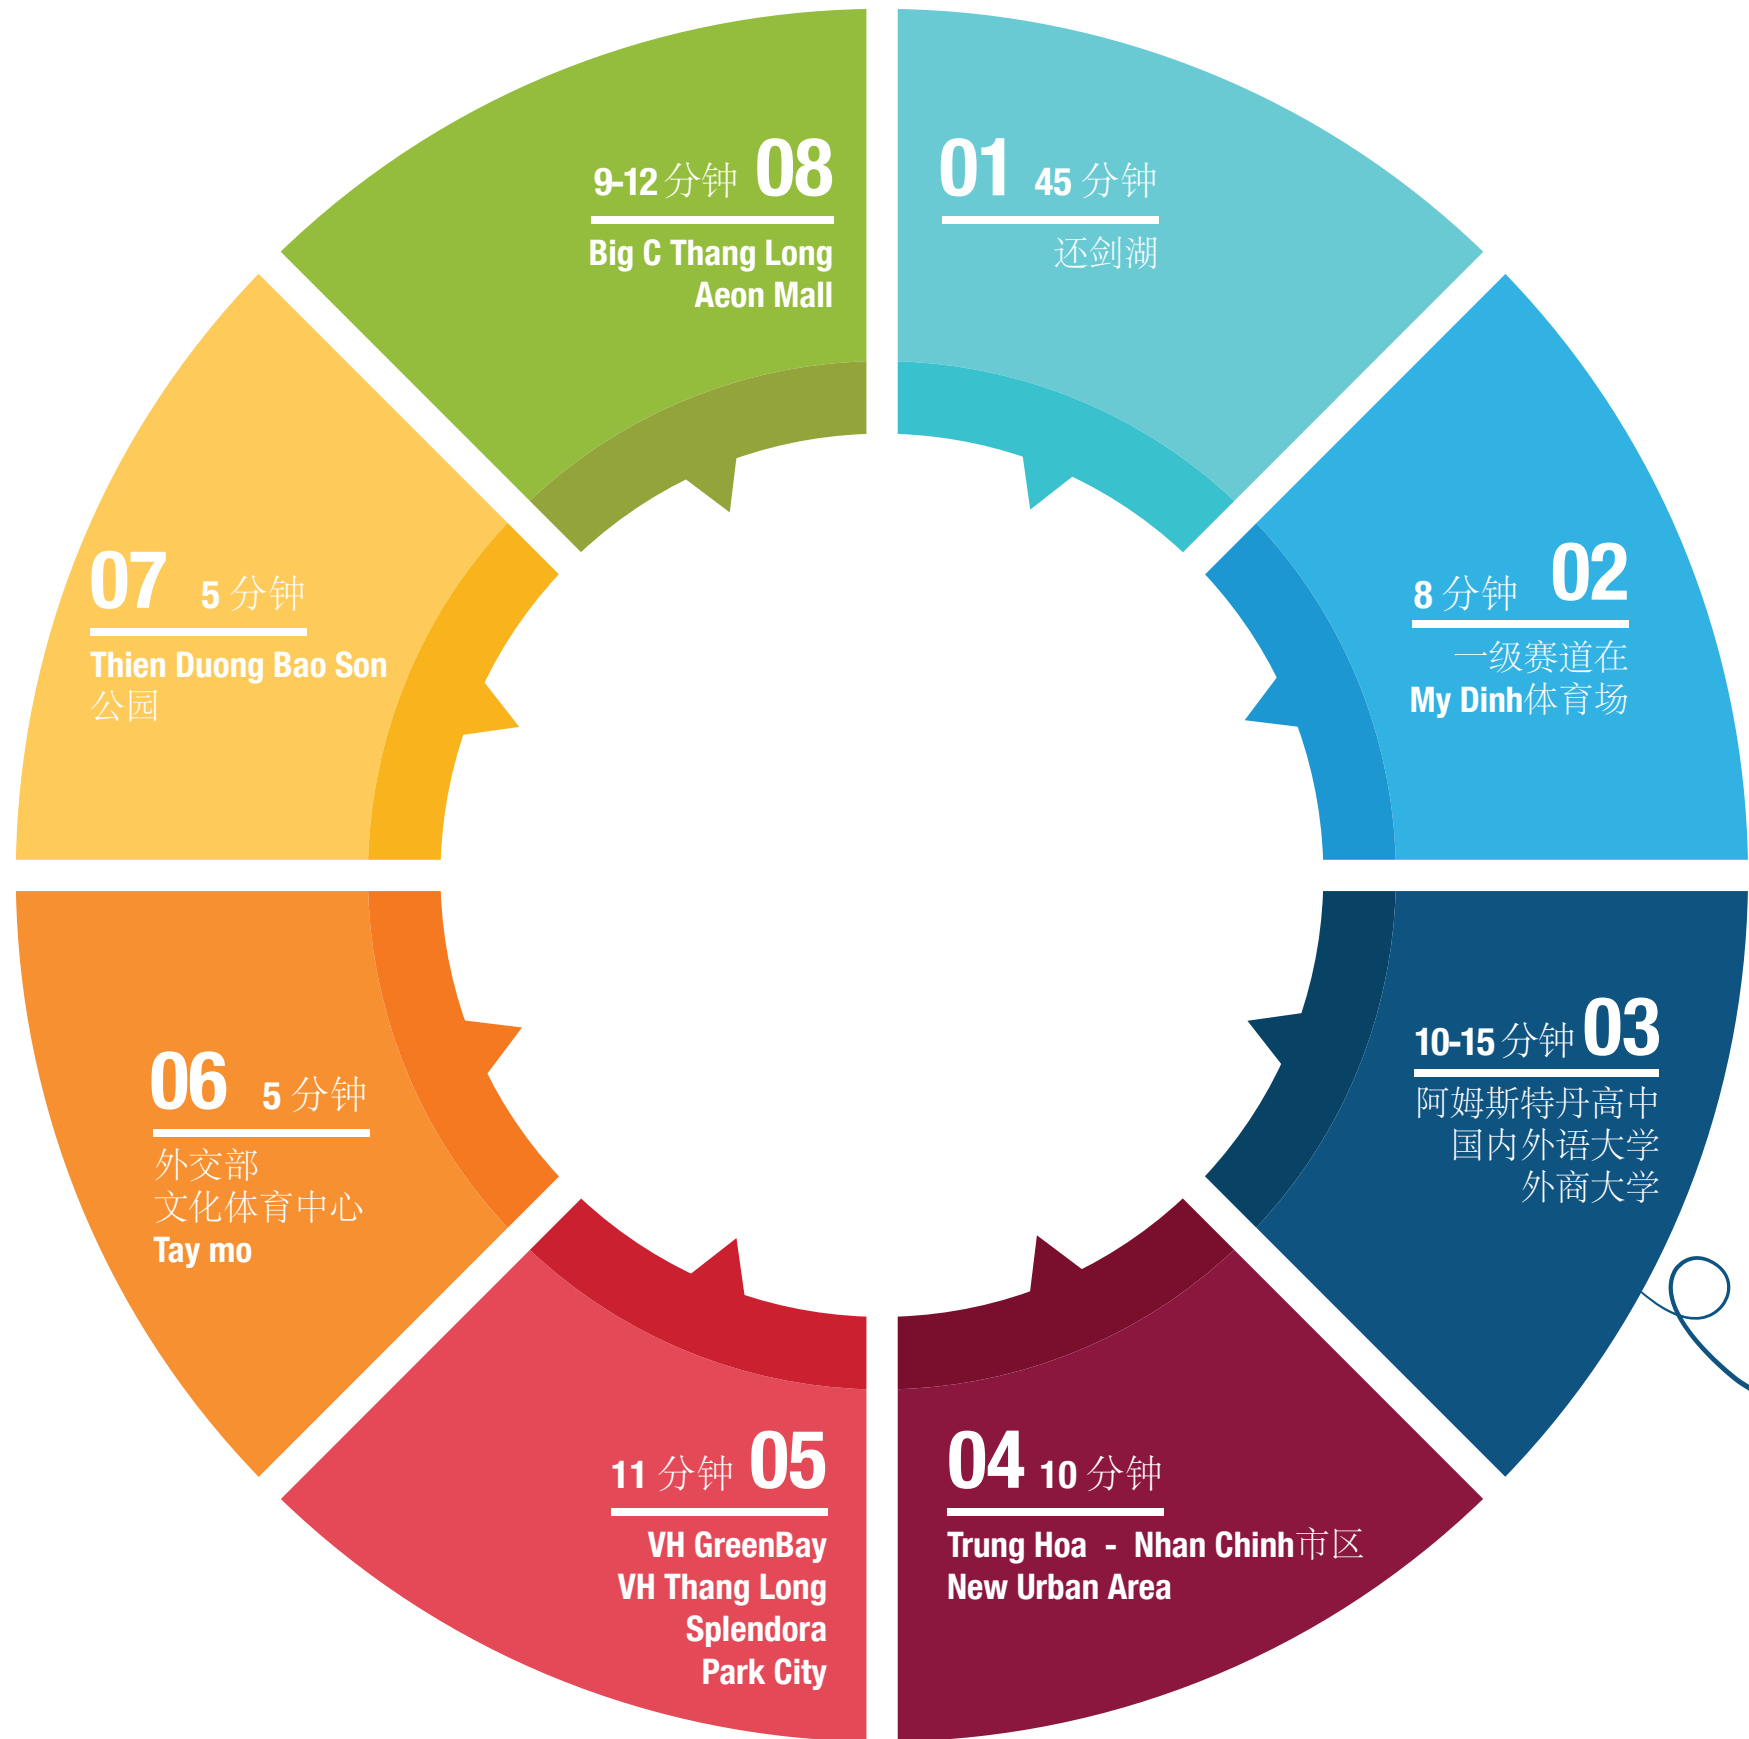 01 45 分钟
还剑湖
8 分钟 02
一级赛道在
My Dinh体育场
10-15 分钟 03
阿姆斯特丹高中
国内外语大学
外商大学
04 10 分钟
Trung Hoa - Nhan Chinh市区
New Urban Area
11 分钟 05
VH GreenBay
VH Thang Long
Splendora
Park City
06 5 分钟
外交部
文化体育中心
Tay mo
07 5 分钟
Thien Duong Bao Son
公园
9-12 分钟 08
Big C Thang Long
Aeon Mall